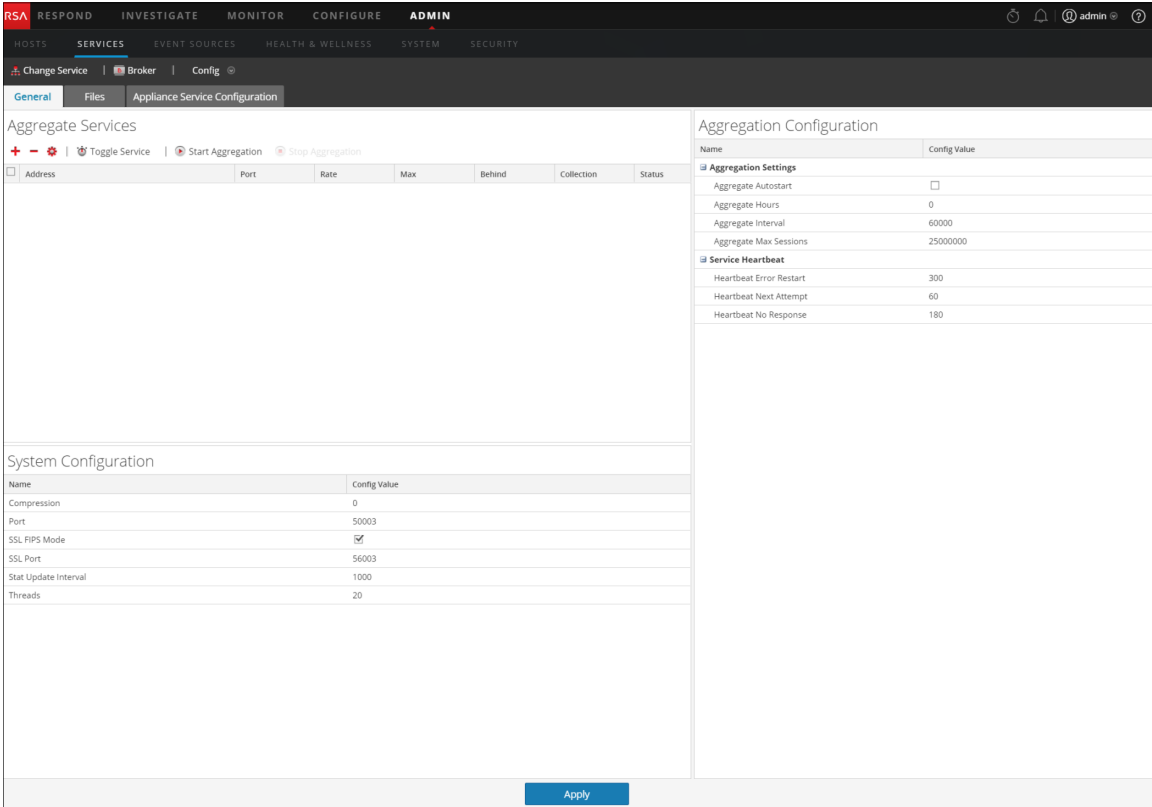 RSA RESPOND INVESTIGATE MONITOR CONFIGURE ADMIN admin
HOSTS SERVICES EVENT SOURCES HEALTH & WELLNESS SYSTEM SECURITY
Change Service | Broker | Config
General Files Appliance Service Configuration
Aggregate Services
Toggle Service | Start Aggregation Stop Aggregation
Address Port Rate Max Behind Collection Status
Aggregation Configuration
Name Config Value
Aggregation Settings
Aggregate Autostart
Aggregate Hours 0
Aggregate Interval 60000
Aggregate Max Sessions 25000000
Service Heartbeat
Heartbeat Error Restart 300
Heartbeat Next Attempt 60
Heartbeat No Response 180
System Configuration
Name Config Value
Compression 0
Port 50003
SSL FIPS Mode
SSL Port 56003
Stat Update Interval 1000
Threads 20
Apply